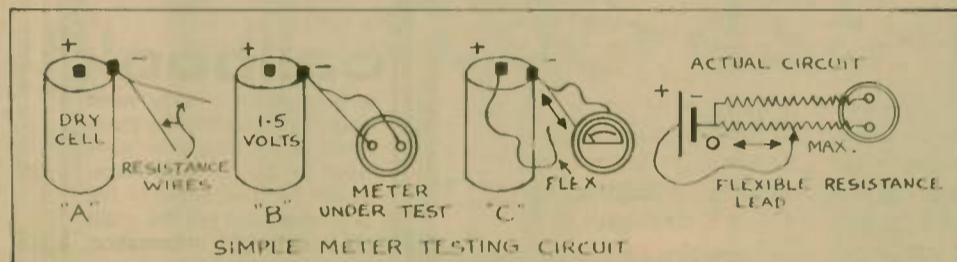 +
-
DRY
CELL
RESISTANCE
WIRES
"A"
+
-
1.5
VOLTS
METER
UNDER TEST
"B"
+
-
FLEX
"C"
ACTUAL CIRCUIT
+
-
O
MAX.
FLEXIBLE RESISTANCE
LEAD
SIMPLE METER TESTING CIRCUIT